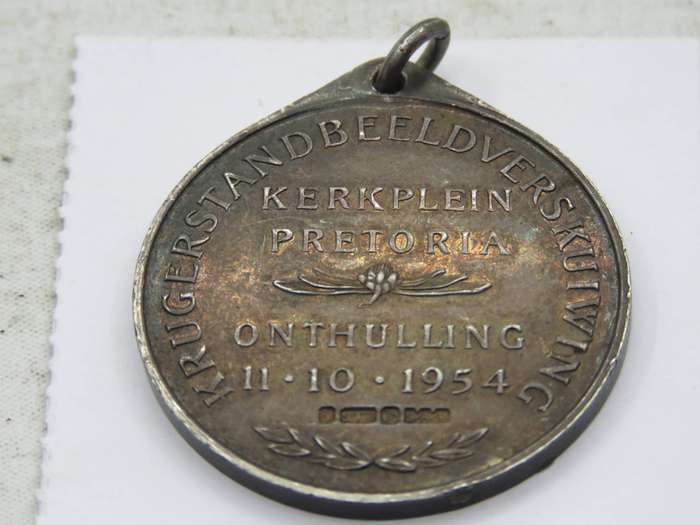 KRUGERSTANDBEELDVERSKUIWING
KERKPLEIN
PRETORIA
ONTHULLING
11·10·1954